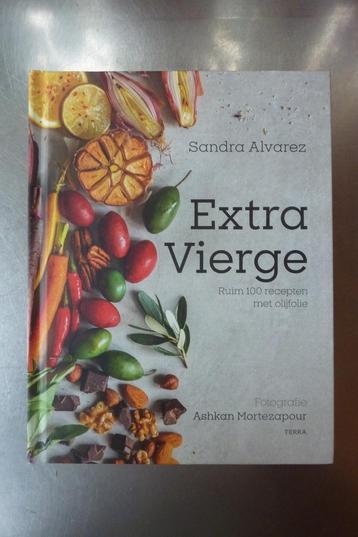 Sandra Alvarez
Extra
Vierge
Ruim 100 recepten
met olijfolie
Fotografie
Ashkan Mortezapour
TERRA